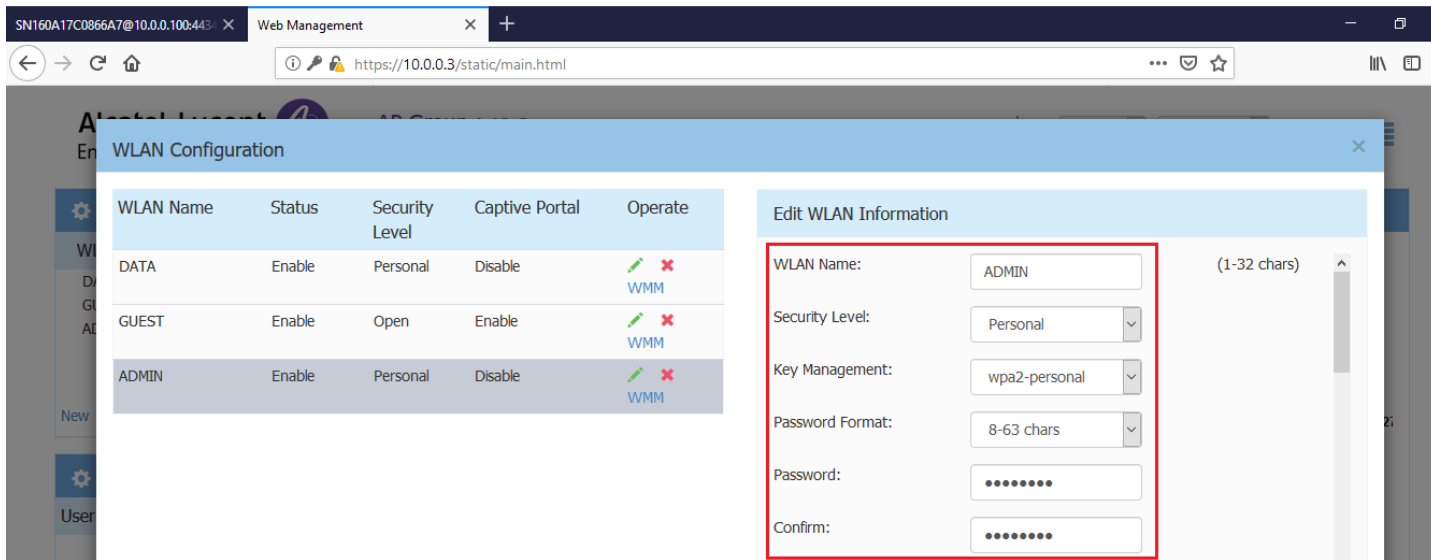 SN160A17C0866A7@10.0.0.100:443
Web Management
https://10.0.0.3/static/main.html
WLAN Configuration
WLAN Name Status Security Level Captive Portal Operate
DATA Enable Personal Disable
WMM
GUEST Enable Open Enable
WMM
ADMIN Enable Personal Disable
WMM
New
User
Edit WLAN Information
WLAN Name: ADMIN (1-32 chars)
Security Level: Personal
Key Management: wpa2-personal
Password Format: 8-63 chars
Password: ••••••••
Confirm: ••••••••